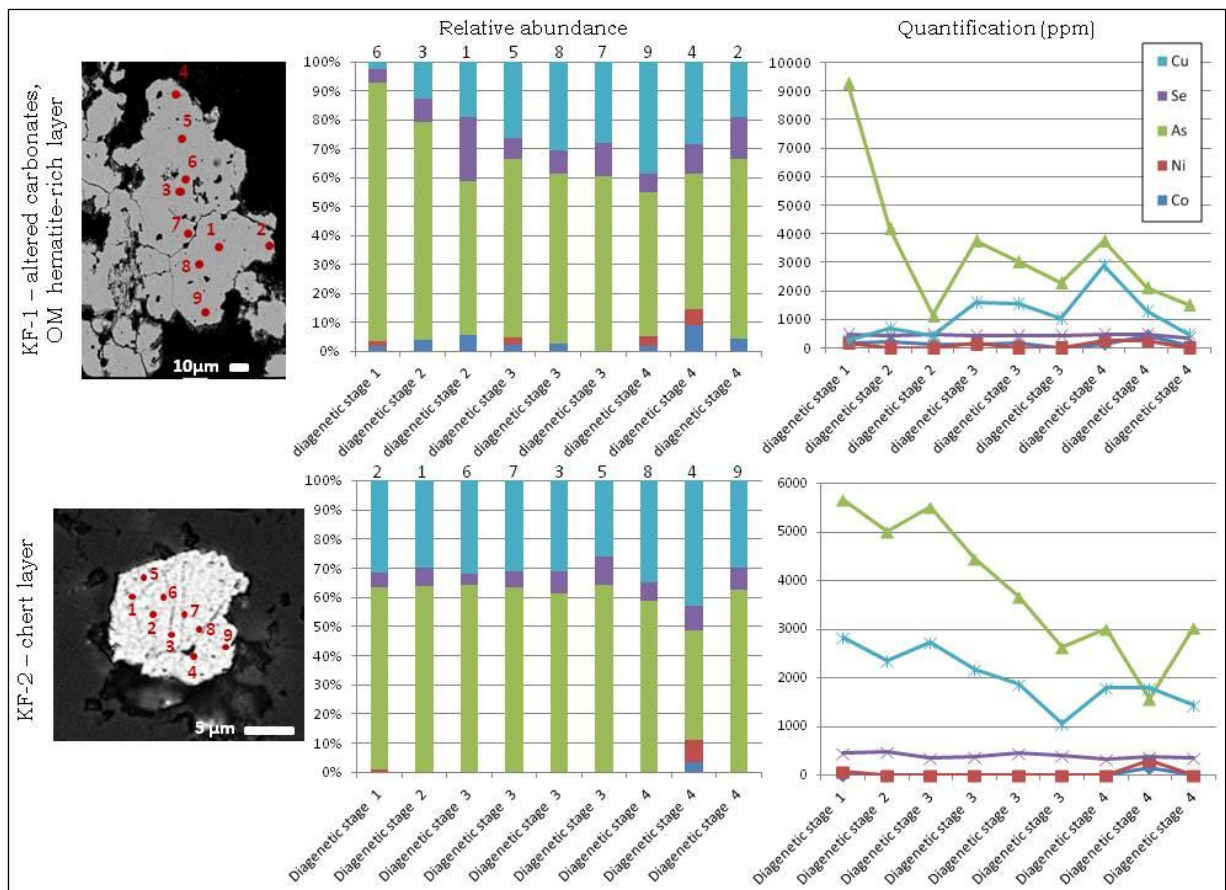 Relative abundance
Quantification (ppm)
KF-1 – altered carbonates,
OM hematite-rich layer
4
5
6
3
7
1
2
8
9
10µm
6 3 1 5 8 7 9 4 2
100%
90%
80%
70%
60%
50%
40%
30%
20%
10%
0%
diagenetic stage 1
diagenetic stage 2
diagenetic stage 2
diagenetic stage 3
diagenetic stage 3
diagenetic stage 3
diagenetic stage 4
diagenetic stage 4
diagenetic stage 4
10000
9000
8000
7000
6000
5000
4000
3000
2000
1000
0
Cu
Se
As
Ni
Co
diagenetic stage 1
diagenetic stage 2
diagenetic stage 2
diagenetic stage 3
diagenetic stage 3
diagenetic stage 3
diagenetic stage 4
diagenetic stage 4
diagenetic stage 4
KF-2 – chert layer
5
1
6
2
7
3
8
9
4
5 µm
2 1 6 7 3 5 8 4 9
100%
90%
80%
70%
60%
50%
40%
30%
20%
10%
0%
Diagenetic stage 1
Diagenetic stage 2
Diagenetic stage 3
Diagenetic stage 3
Diagenetic stage 3
Diagenetic stage 3
Diagenetic stage 4
Diagenetic stage 4
Diagenetic stage 4
6000
5000
4000
3000
2000
1000
0
Diagenetic stage 1
Diagenetic stage 2
Diagenetic stage 3
Diagenetic stage 3
Diagenetic stage 3
Diagenetic stage 3
Diagenetic stage 4
Diagenetic stage 4
Diagenetic stage 4